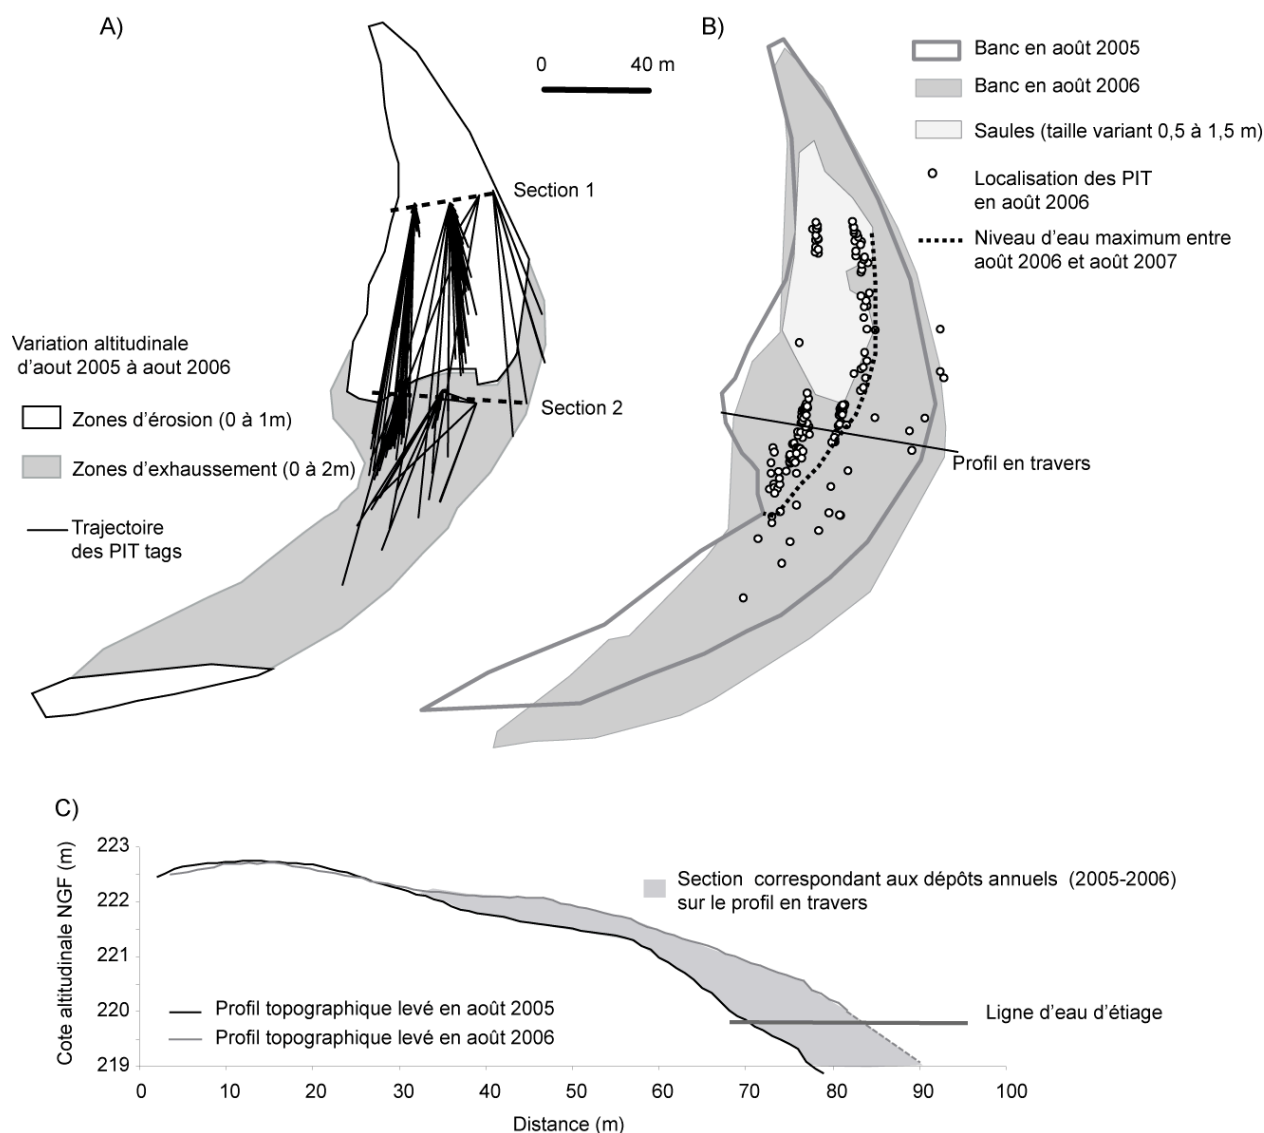 A)
0 40 m
Section 1
Variation altitudinale
d’aout 2005 à aout 2006
Zones d’érosion (0 à 1m)
Zones d’exhaussement (0 à 2m)
Trajectoire
des PIT tags
Section 2
B)
Banc en août 2005
Banc en août 2006
Saules (taille variant 0,5 à 1,5 m)
Localisation des PIT
en août 2006
Niveau d’eau maximum entre
août 2006 et août 2007
Profil en travers
C)
Cote altitudinale NGF (m)
223
222
221
220
219
Section correspondant aux dépôts annuels (2005-2006)
sur le profil en travers
Profil topographique levé en août 2005
Profil topographique levé en août 2006
Ligne d’eau d’étiage
0 10 20 30 40 50 60 70 80 90 100
Distance (m)